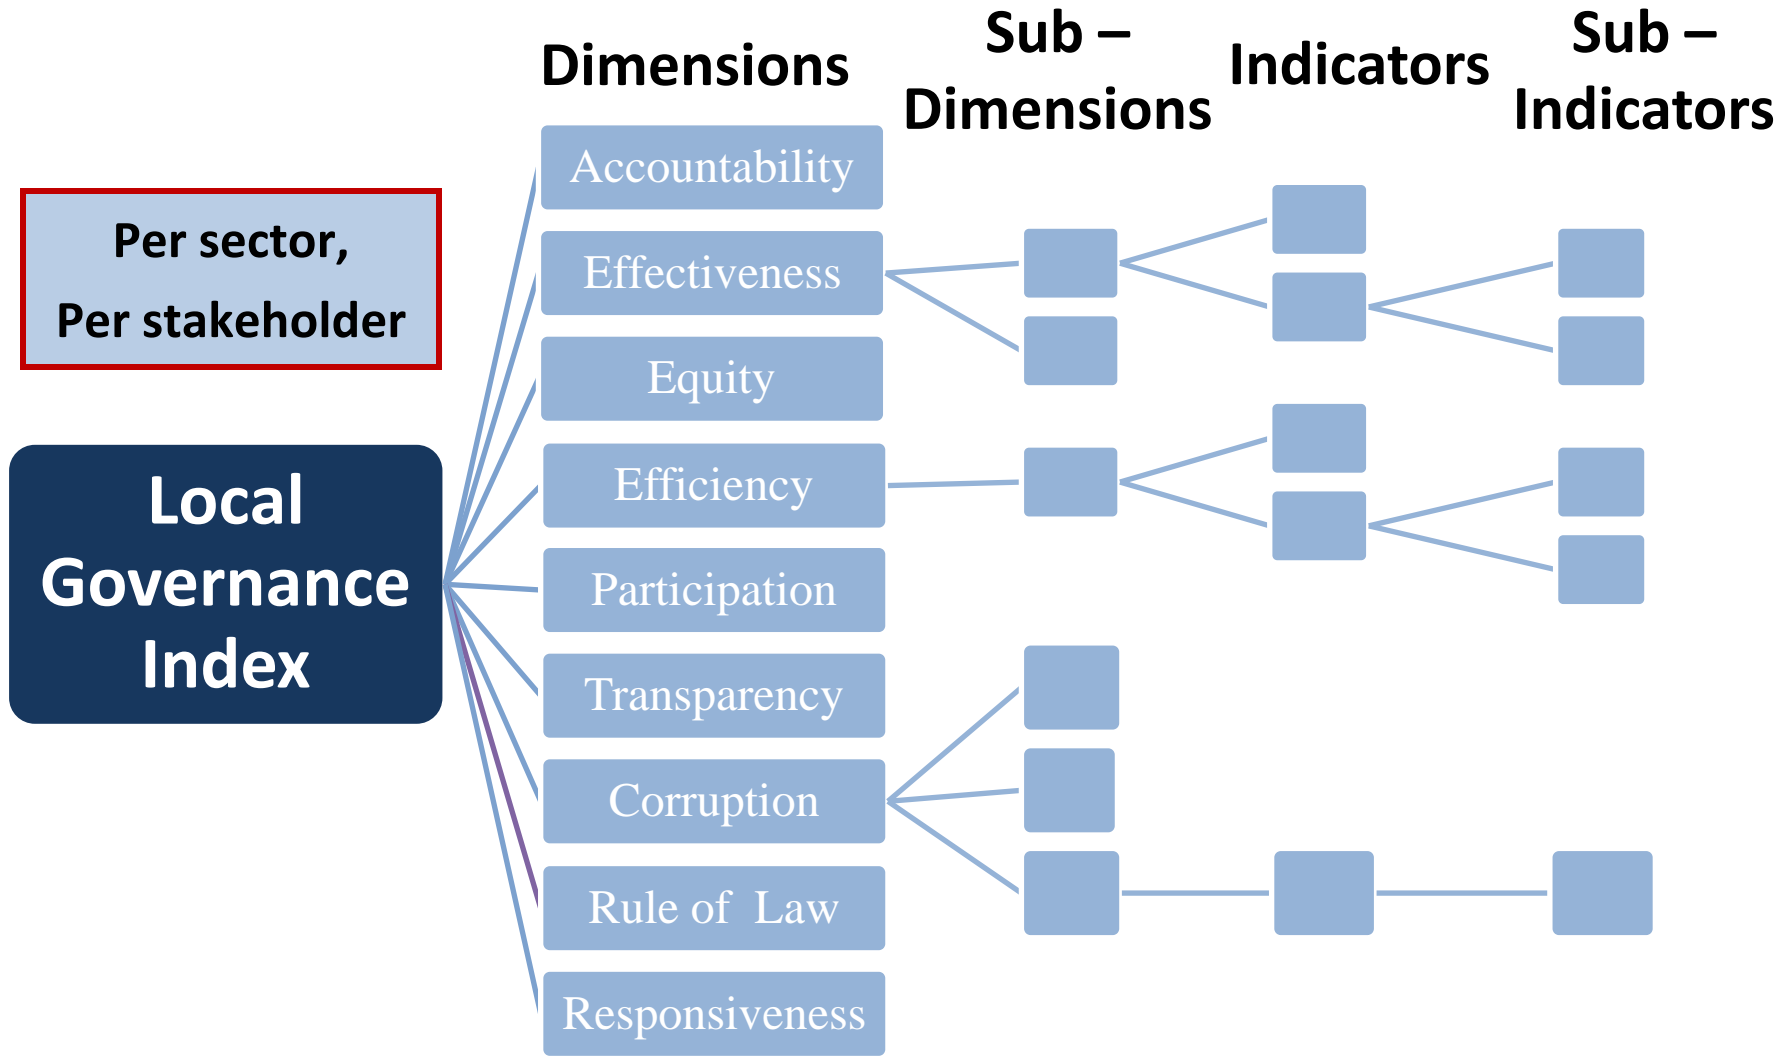 Dimensions
Sub –
Dimensions
Indicators
Sub –
Indicators
Per sector,
Per stakeholder
Local
Governance
Index
Accountability
Effectiveness
Equity
Efficiency
Participation
Transparency
Corruption
Rule of  Law
Responsiveness